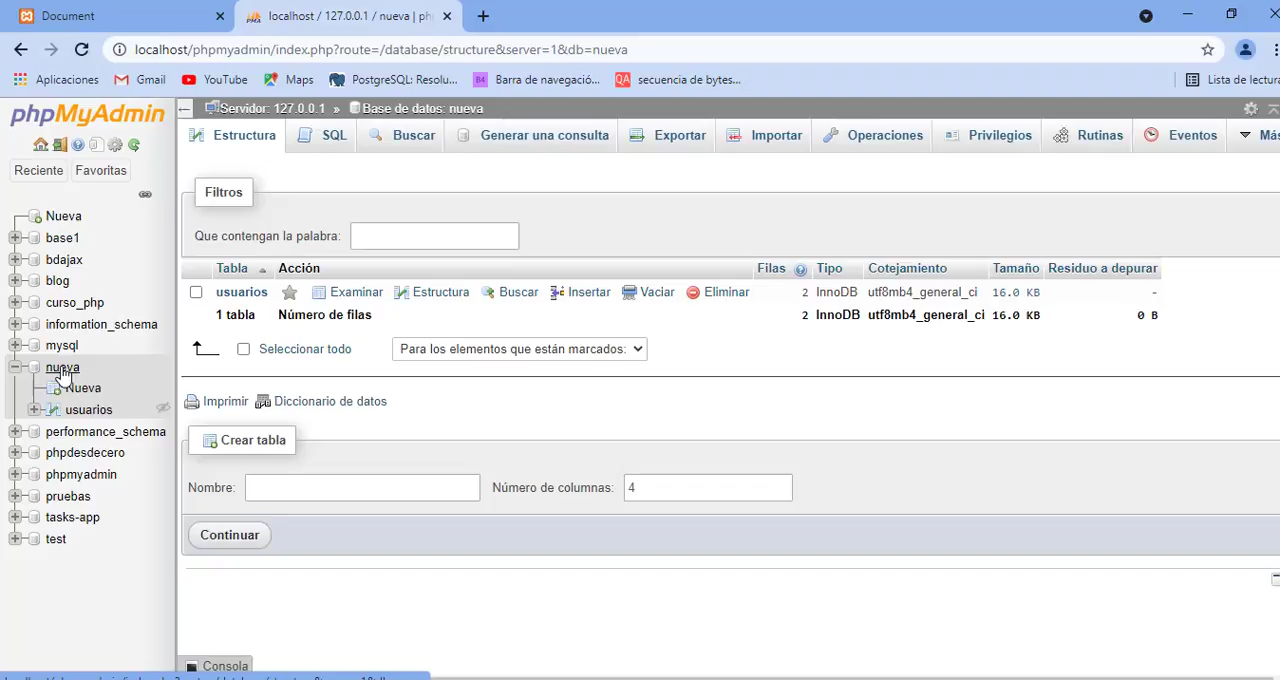 Document
localhost / 127.0.0.1 / nueva | ph
localhost/phpmyadmin/index.php?route=/database/structure&server=1&db=nueva
Aplicaciones Gmail YouTube Maps PostgreSQL: Resolu... B4 Barra de navegació... QA secuencia de bytes... Lista de lectura
phpMyAdmin
Servidor: 127.0.0.1 » Base de datos: nueva
Estructura SQL Buscar Generar una consulta Exportar Importar Operaciones Privilegios Rutinas Eventos Más
Reciente Favoritas
Nueva
base1
bdajax
blog
curso_php
information_schema
mysql
nueva
Nueva
usuarios
performance_schema
phpdesdecero
phpmyadmin
pruebas
tasks-app
test
Filtros
Que contengan la palabra:
Tabla Acción Filas Tipo Cotejamiento Tamaño Residuo a depurar
usuarios Examinar Estructura Buscar Insertar Vaciar Eliminar 2 InnoDB utf8mb4_general_ci 16.0 KB -
1 tabla Número de filas 2 InnoDB utf8mb4_general_ci 16.0 KB 0 B
Seleccionar todo Para los elementos que están marcados:
Imprimir Diccionario de datos
Crear tabla
Nombre: Número de columnas: 4
Continuar
Consola